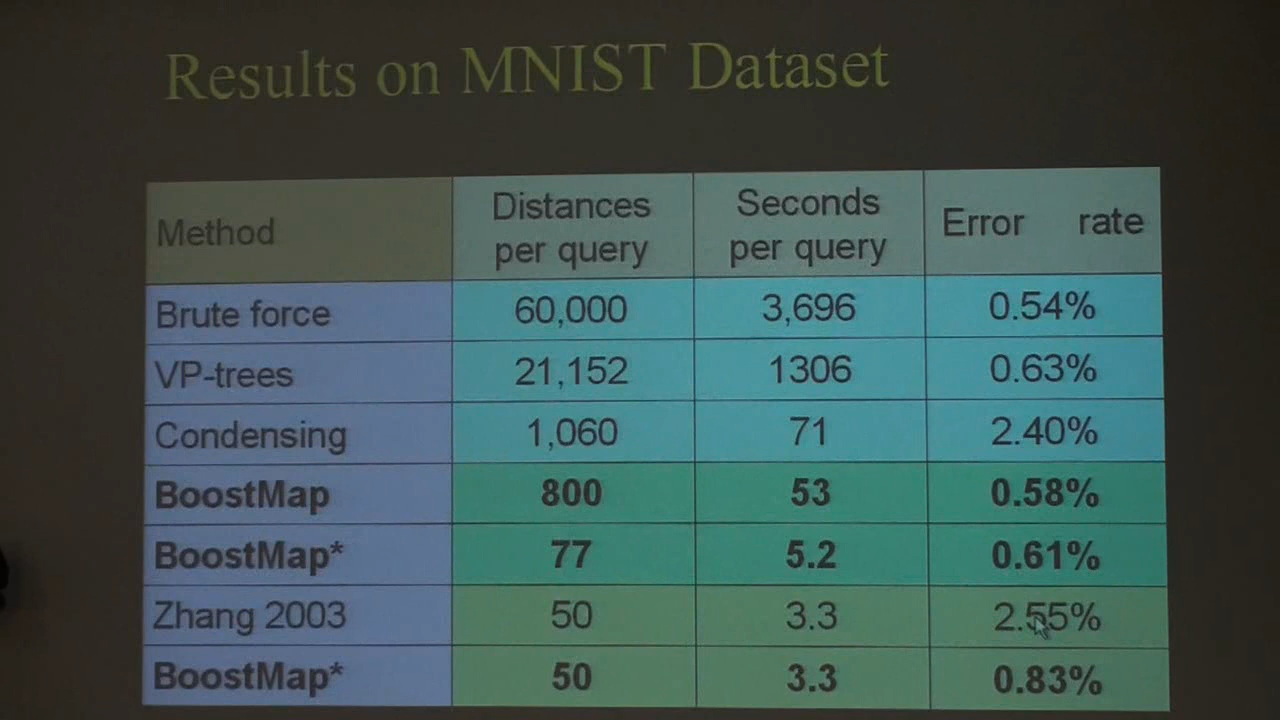 Results on MNIST Dataset
Method Distances per query Seconds per query Error rate
Brute force 60,000 3,696 0.54%
VP-trees 21,152 1306 0.63%
Condensing 1,060 71 2.40%
BoostMap 800 53 0.58%
BoostMap* 77 5.2 0.61%
Zhang 2003 50 3.3 2.55%
BoostMap* 50 3.3 0.83%